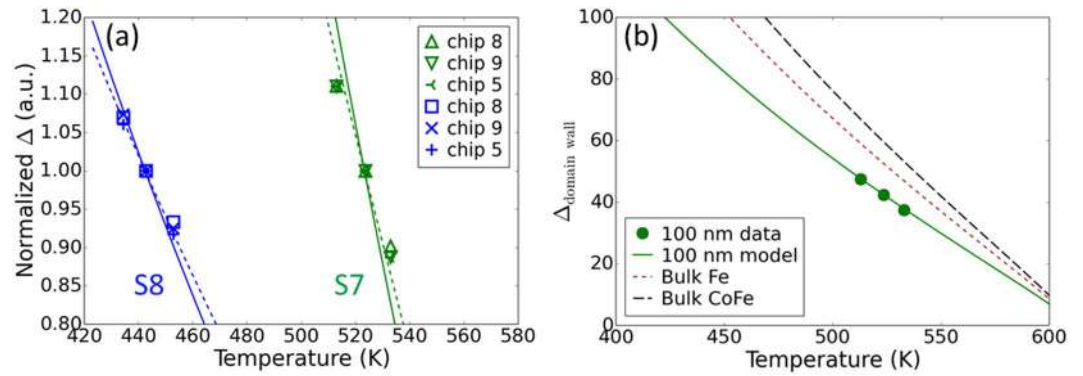 (a)
Normalized Δ (a.u.)
1.20
1.15
1.10
1.05
1.00
0.95
0.90
0.85
0.80
chip 8
chip 9
chip 5
chip 8
chip 9
chip 5
S8
S7
420 440 460 480 500 520 540 560 580
Temperature (K)
(b)
Δdomain wall
100
80
60
40
20
0
100 nm data
100 nm model
Bulk Fe
Bulk CoFe
400 450 500 550 600
Temperature (K)